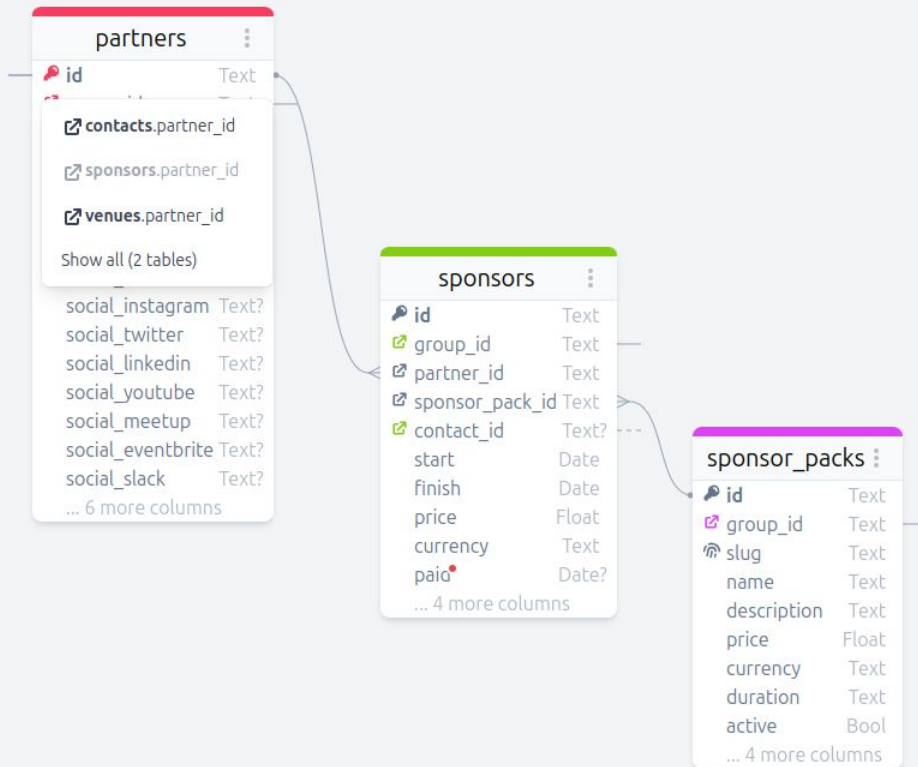 partners
id Text
contacts.partner_id
sponsors.partner_id
venues.partner_id
Show all (2 tables)
social_instagram Text?
social_twitter Text?
social_linkedin Text?
social_youtube Text?
social_meetup Text?
social_eventbrite Text?
social_slack Text?
... 6 more columns
sponsors
id Text
group_id Text
partner_id Text
sponsor_pack_id Text
contact_id Text?
start Date
finish Date
price Float
currency Text
paid Date?
... 4 more columns
sponsor_packs
id Text
group_id Text
slug Text
name Text
description Text
price Float
currency Text
duration Text
active Bool
... 4 more columns